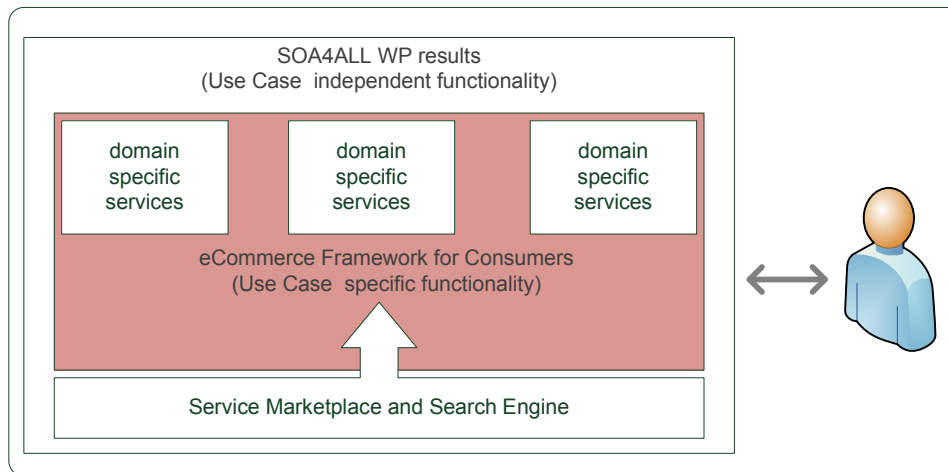 SOA4ALL WP results
(Use Case independent functionality)
domain
specific
services
domain
specific
services
domain
specific
services
eCommerce Framework for Consumers
(Use Case specific functionality)
Service Marketplace and Search Engine